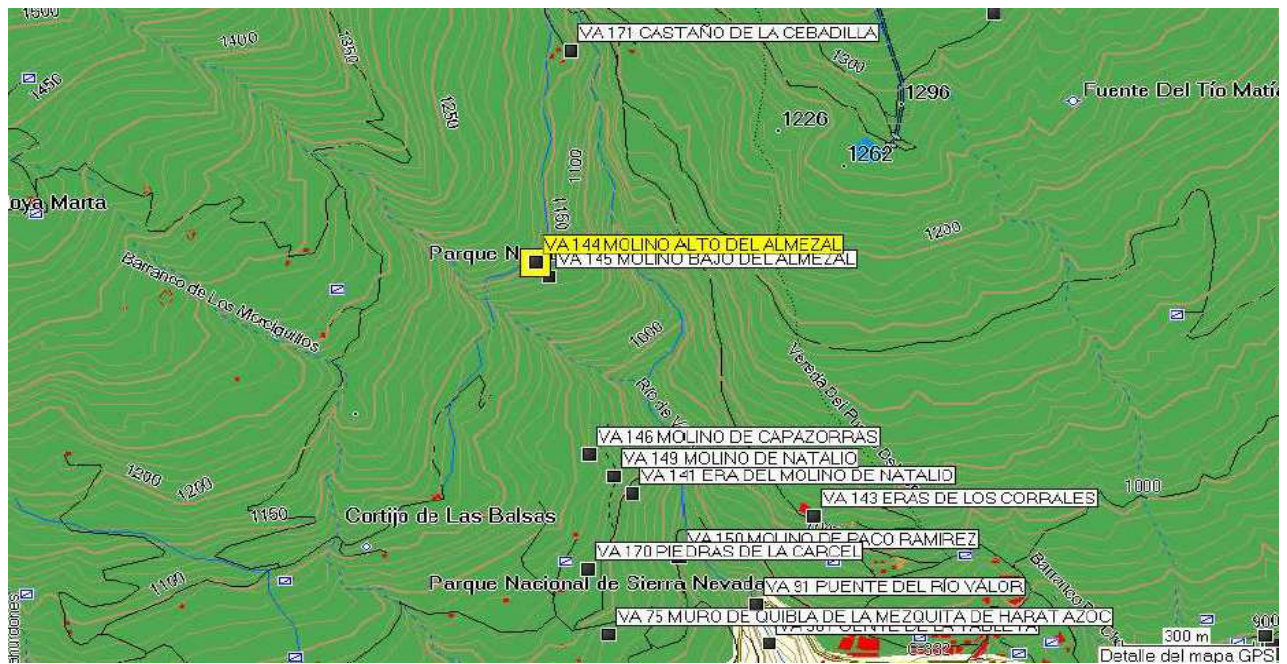 1500
VA 171 CASTAÑO DE LA CEBADILLA
1400
1350
1300
1450
1296
Fuente Del Tío Matía
1250
1226
1262
1100
oya Marta
1200
Parque N
VA 144 MOLINO ALTO DEL ALMEZAL
VA 145 MOLINO BAJO DEL ALMEZAL
Barranco de Los Morciguillos
1000
Río de V
VA 146 MOLINO DE CAPAZORRAS
VA 149 MOLINO DE NATALIO
VA 141 ERA DEL MOLINO DE NATALIO
1200
1200
1000
VA 143 ERAS DE LOS CORRALES
1150
Cortijo de Las Balsas
VA 150 MOLINO DE PACO RAMIREZ
VA 170 PIEDRAS DE LA CARCEL
1100
Parque Nacional de Sierra Nevada
VA 91 PUENTE DEL RÍO VÁLOR
VA 75 MURO DE QUIBLA DE LA MEZQUITA DE HARAT AZOC
900
300 m
Detalle del mapa GPS